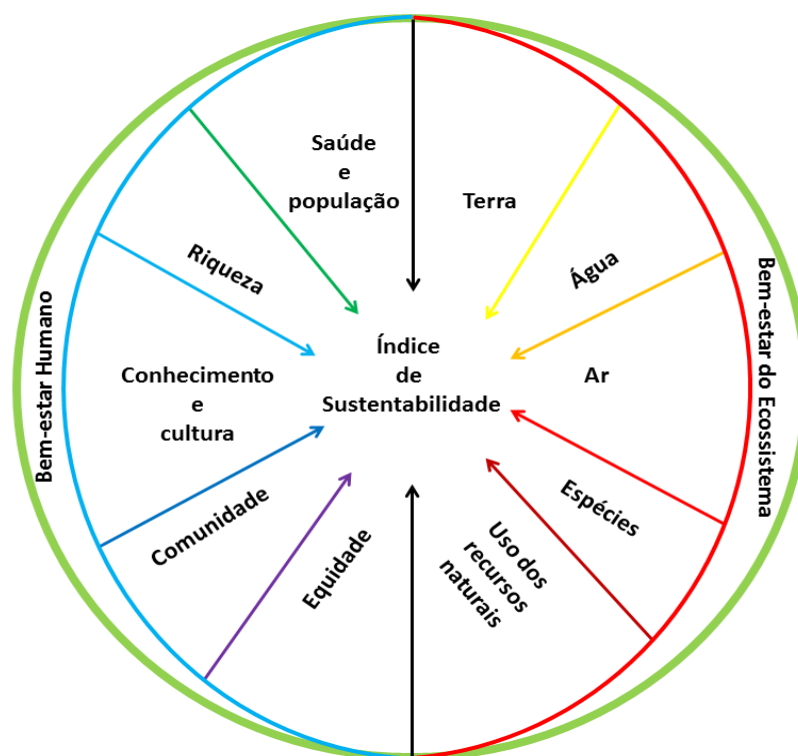 Saúde
e
população
Terra
Riqueza
Água
Bem-estar Humano
Bem-estar do Ecossistema
Índice
de
Sustentabilidade
Conhecimento
e
cultura
Ar
Comunidade
Espécies
Equidade
Uso dos
recursos
naturais